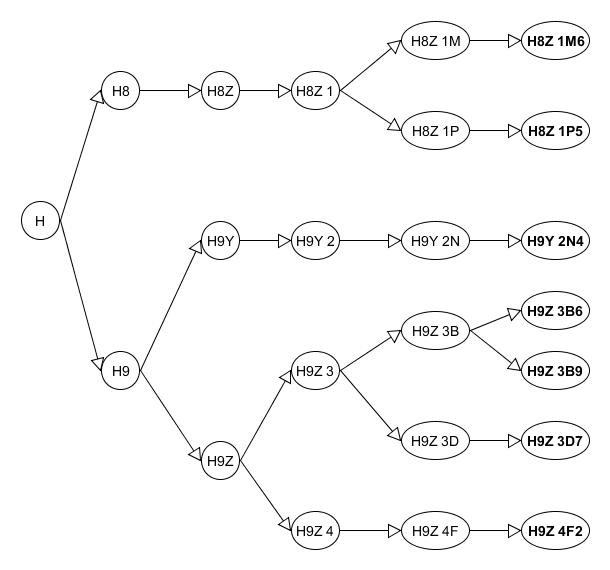 H8Z 1M
H8Z 1M6
H8
H8Z
H8Z 1
H8Z 1P
H8Z 1P5
H
H9Y
H9Y 2
H9Y 2N
H9Y 2N4
H9Z 3B6
H9Z 3B
H9
H9Z 3
H9Z 3B9
H9Z 3D
H9Z 3D7
H9Z
H9Z 4
H9Z 4F
H9Z 4F2